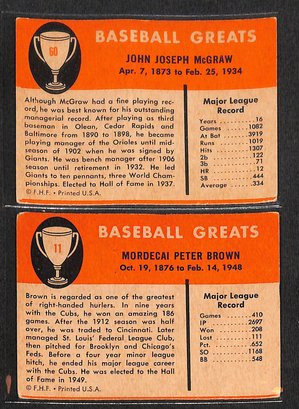 60
BASEBALL GREATS
JOHN JOSEPH McGRAW
Apr. 7, 1873 to Feb. 25, 1934
Although McGraw had a fine playing rec-
ord, he was best known for his outstanding
managerial record. After playing as third
baseman in Olean, Cedar Rapids and
Baltimore from 1890 to 1898, he became
playing manager of the Orioles until mid-
season of 1902 when he was signed by
Giants. He was bench manager after 1906
season until retirement in 1932. He led
Giants to ten pennants, three World Cham-
pionships. Elected to Hall of Fame in 1937.
© F.H.F. • Printed U.S.A.
Major League
Record
Years 16
Games 1082
At Bat 3919
Runs 1019
Hits 1307
2b 122
3b 71
HR 12
SB 444
Average .334
11
BASEBALL GREATS
MORDECAI PETER BROWN
Oct. 19, 1876 to Feb. 14, 1948
Brown is regarded as one of the greatest
of right-handed hurlers. In nine years
with the Cubs, he won an amazing 186
games. After the 1912 season was half
over, he was traded to Cincinnati. Later
managed St. Louis' Federal League Club,
then pitched for Brooklyn and Chicago's
Feds. Before a four year minor league
hitch, he ended his major league career
with the Cubs. He was elected to the Hall
of Fame in 1949.
© F.H.F. • Printed in U.S.A.
Major League
Record
Games 410
IP 2697
Won 208
Lost 111
Pct. .652
SO 1168
BB 548